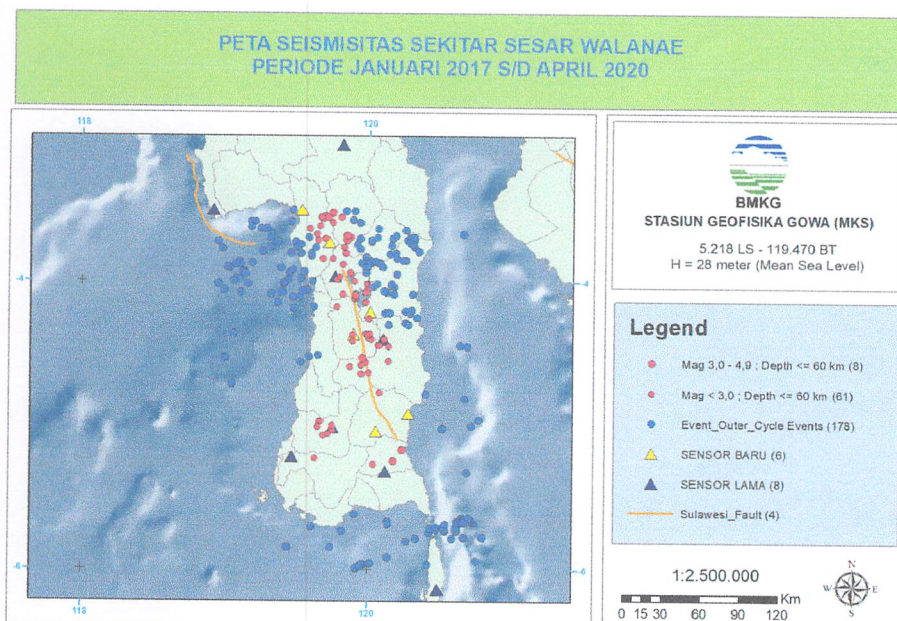 PETA SEISMISITAS SEKITAR SESAR WALANAE
PERIODE JANUARI 2017 S/D APRIL 2020
118
120
-4
-4
-6
-6
118
120
BMKG
STASIUN GEOFISIKA GOWA (MKS)
5.218 LS - 119.470 BT
H = 28 meter (Mean Sea Level)
Legend
Mag 3,0 - 4,9 ; Depth <= 60 km (8)
Mag < 3,0 ; Depth <= 60 km (61)
Event_Outer_Cycle Events (178)
SENSOR BARU (6)
SENSOR LAMA (8)
Sulawesi_Fault (4)
1:2.500.000
0 15 30 60 90 120 Km
N
W E
S